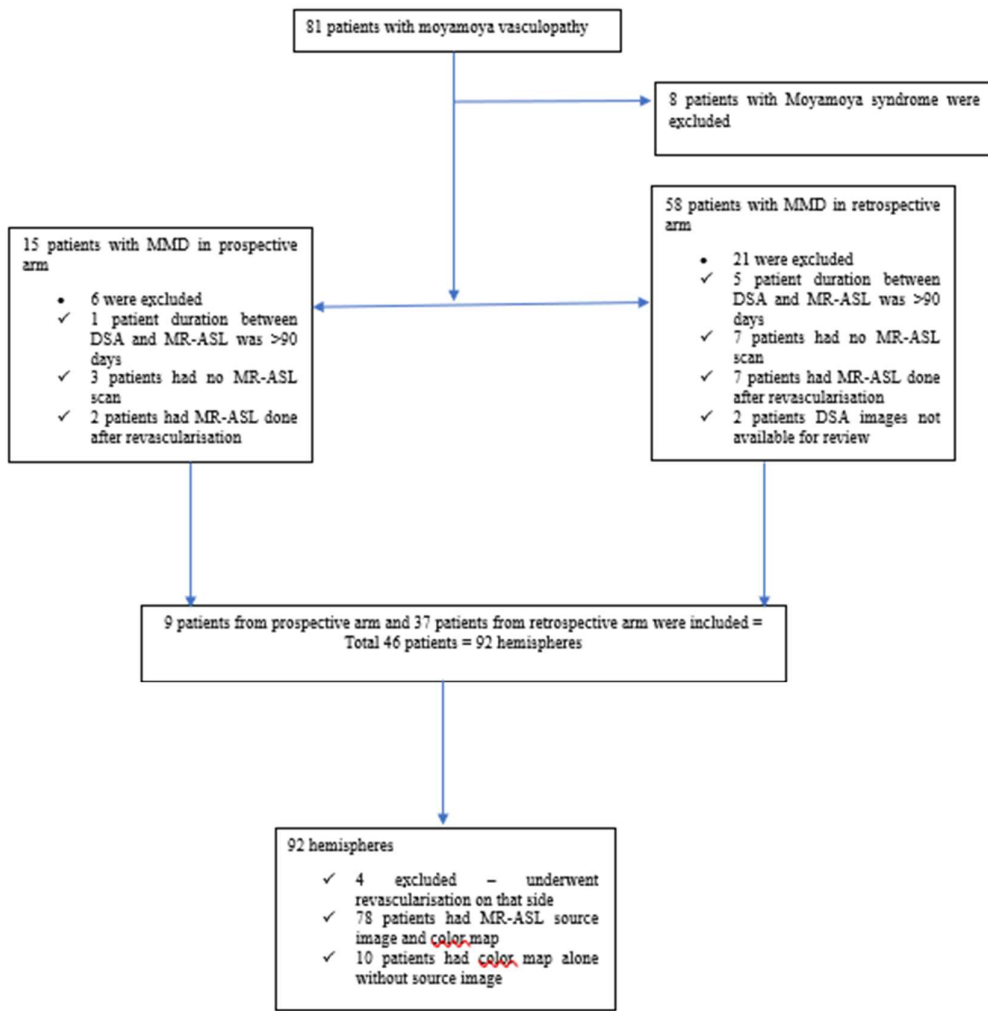 81 patients with moyamoya vasculopathy
8 patients with Moyamoya syndrome were
excluded
15 patients with MMD in prospective
arm
• 6 were excluded
✓ 1 patient duration between
DSA and MR-ASL was >90
days
✓ 3 patients had no MR-ASL
scan
✓ 2 patients had MR-ASL done
after revascularisation
58 patients with MMD in retrospective
arm
• 21 were excluded
✓ 5 patient duration between
DSA and MR-ASL was >90
days
✓ 7 patients had no MR-ASL
scan
✓ 7 patients had MR-ASL done
after revascularisation
✓ 2 patients DSA images not
available for review
9 patients from prospective arm and 37 patients from retrospective arm were included =
Total 46 patients = 92 hemispheres
92 hemispheres
✓ 4 excluded – underwent
revascularisation on that side
✓ 78 patients had MR-ASL source
image and color map
✓ 10 patients had color map alone
without source image